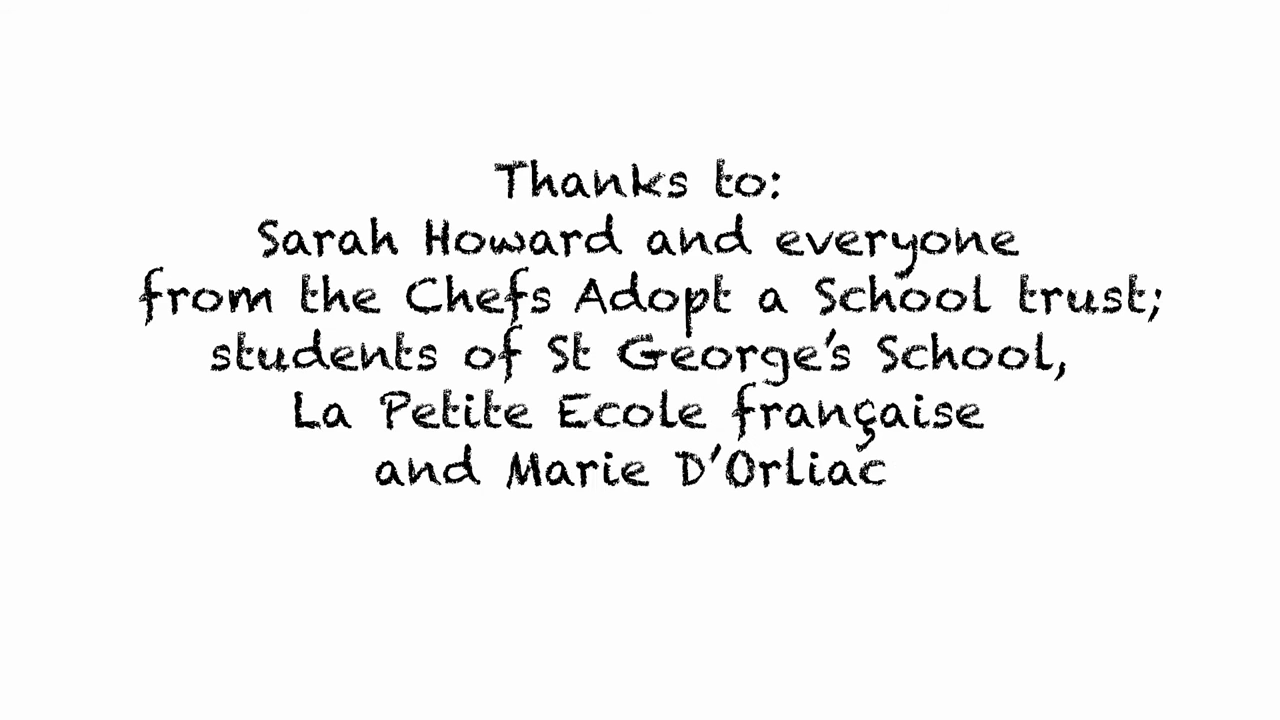 Thanks to:
Sarah Howard and everyone
from the Chefs Adopt a School trust;
students of St George's School,
La Petite Ecole française
and Marie D'Orliac